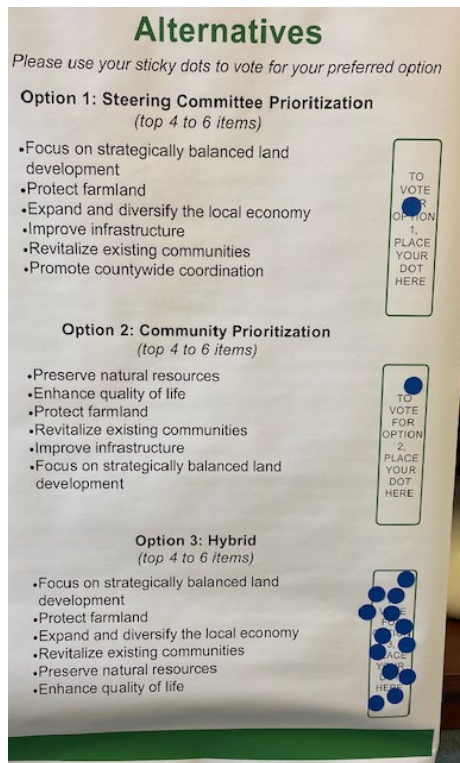 Alternatives
Please use your sticky dots to vote for your preferred option
Option 1: Steering Committee Prioritization
(top 4 to 6 items)
•Focus on strategically balanced land
development
•Protect farmland
•Expand and diversify the local economy
•Improve infrastructure
•Revitalize existing communities
•Promote countywide coordination
TO
VOTE
OPTION
1,
PLACE
YOUR
DOT
HERE
Option 2: Community Prioritization
(top 4 to 6 items)
•Preserve natural resources
•Enhance quality of life
•Protect farmland
•Revitalize existing communities
•Improve infrastructure
•Focus on strategically balanced land
development
TO
VOTE
FOR
OPTION
2,
PLACE
YOUR
DOT
HERE
Option 3: Hybrid
(top 4 to 6 items)
•Focus on strategically balanced land
development
•Protect farmland
•Expand and diversify the local economy
•Revitalize existing communities
•Preserve natural resources
•Enhance quality of life
VOTE
HERE